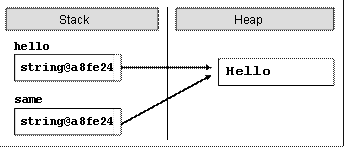 Stack
Heap
hello
string@a8fe24
Hello
same
string@a8fe24